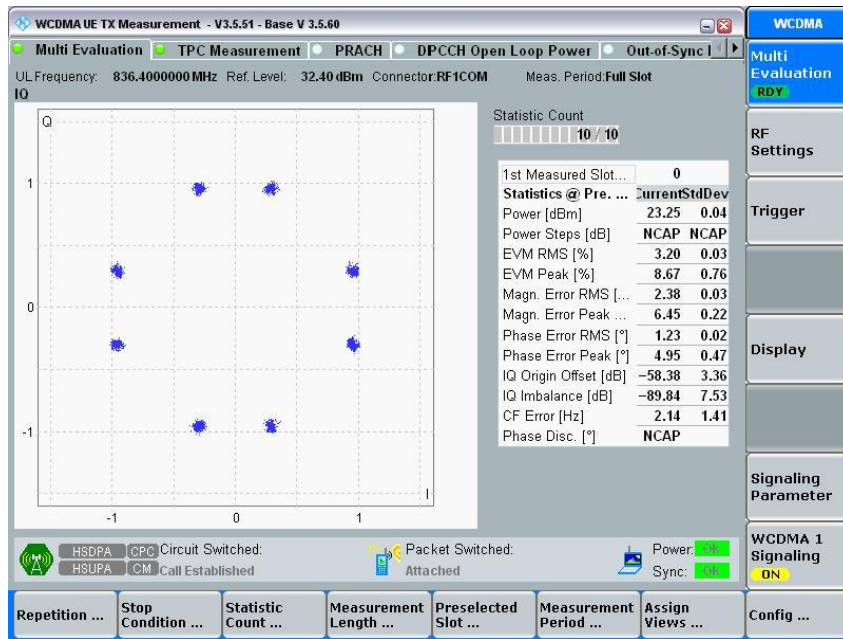 WCDMA UE TX Measurement - V3.5.51 - Base V 3.5.60
WCDMA
Multi Evaluation TPC Measurement PRACH DPCCH Open Loop Power Out-of-Sync
UL Frequency: 836.4000000 MHz Ref. Level: 32.40 dBm Connector:RF1COM Meas. Period:Full Slot
IQ
Q
1
0
-1
-1 0 1
I
Statistic Count
10 / 10
1st Measured Slot... 0
Statistics @ Pre. ... Current StdDev
Power [dBm] 23.25 0.04
Power Steps [dB] NCAP NCAP
EVM RMS [%] 3.20 0.03
EVM Peak [%] 8.67 0.76
Magn. Error RMS [... 2.38 0.03
Magn. Error Peak ... 6.45 0.22
Phase Error RMS [°] 1.23 0.02
Phase Error Peak [°] 4.95 0.47
IQ Origin Offset [dB] -58.38 3.36
IQ Imbalance [dB] -89.84 7.53
CF Error [Hz] 2.14 1.41
Phase Disc. [°] NCAP
Multi
Evaluation
RDY
RF
Settings
Trigger
Display
Signaling
Parameter
WCDMA 1
Signaling
ON
HSDPA CPC Circuit Switched: Packet Switched: Power: OK
HSUPA CM Call Established Attached Sync: OK
Repetition ...
Stop
Condition ...
Statistic
Count ...
Measurement
Length ...
Preselected
Slot ...
Measurement
Period ...
Assign
Views ...
Config ...